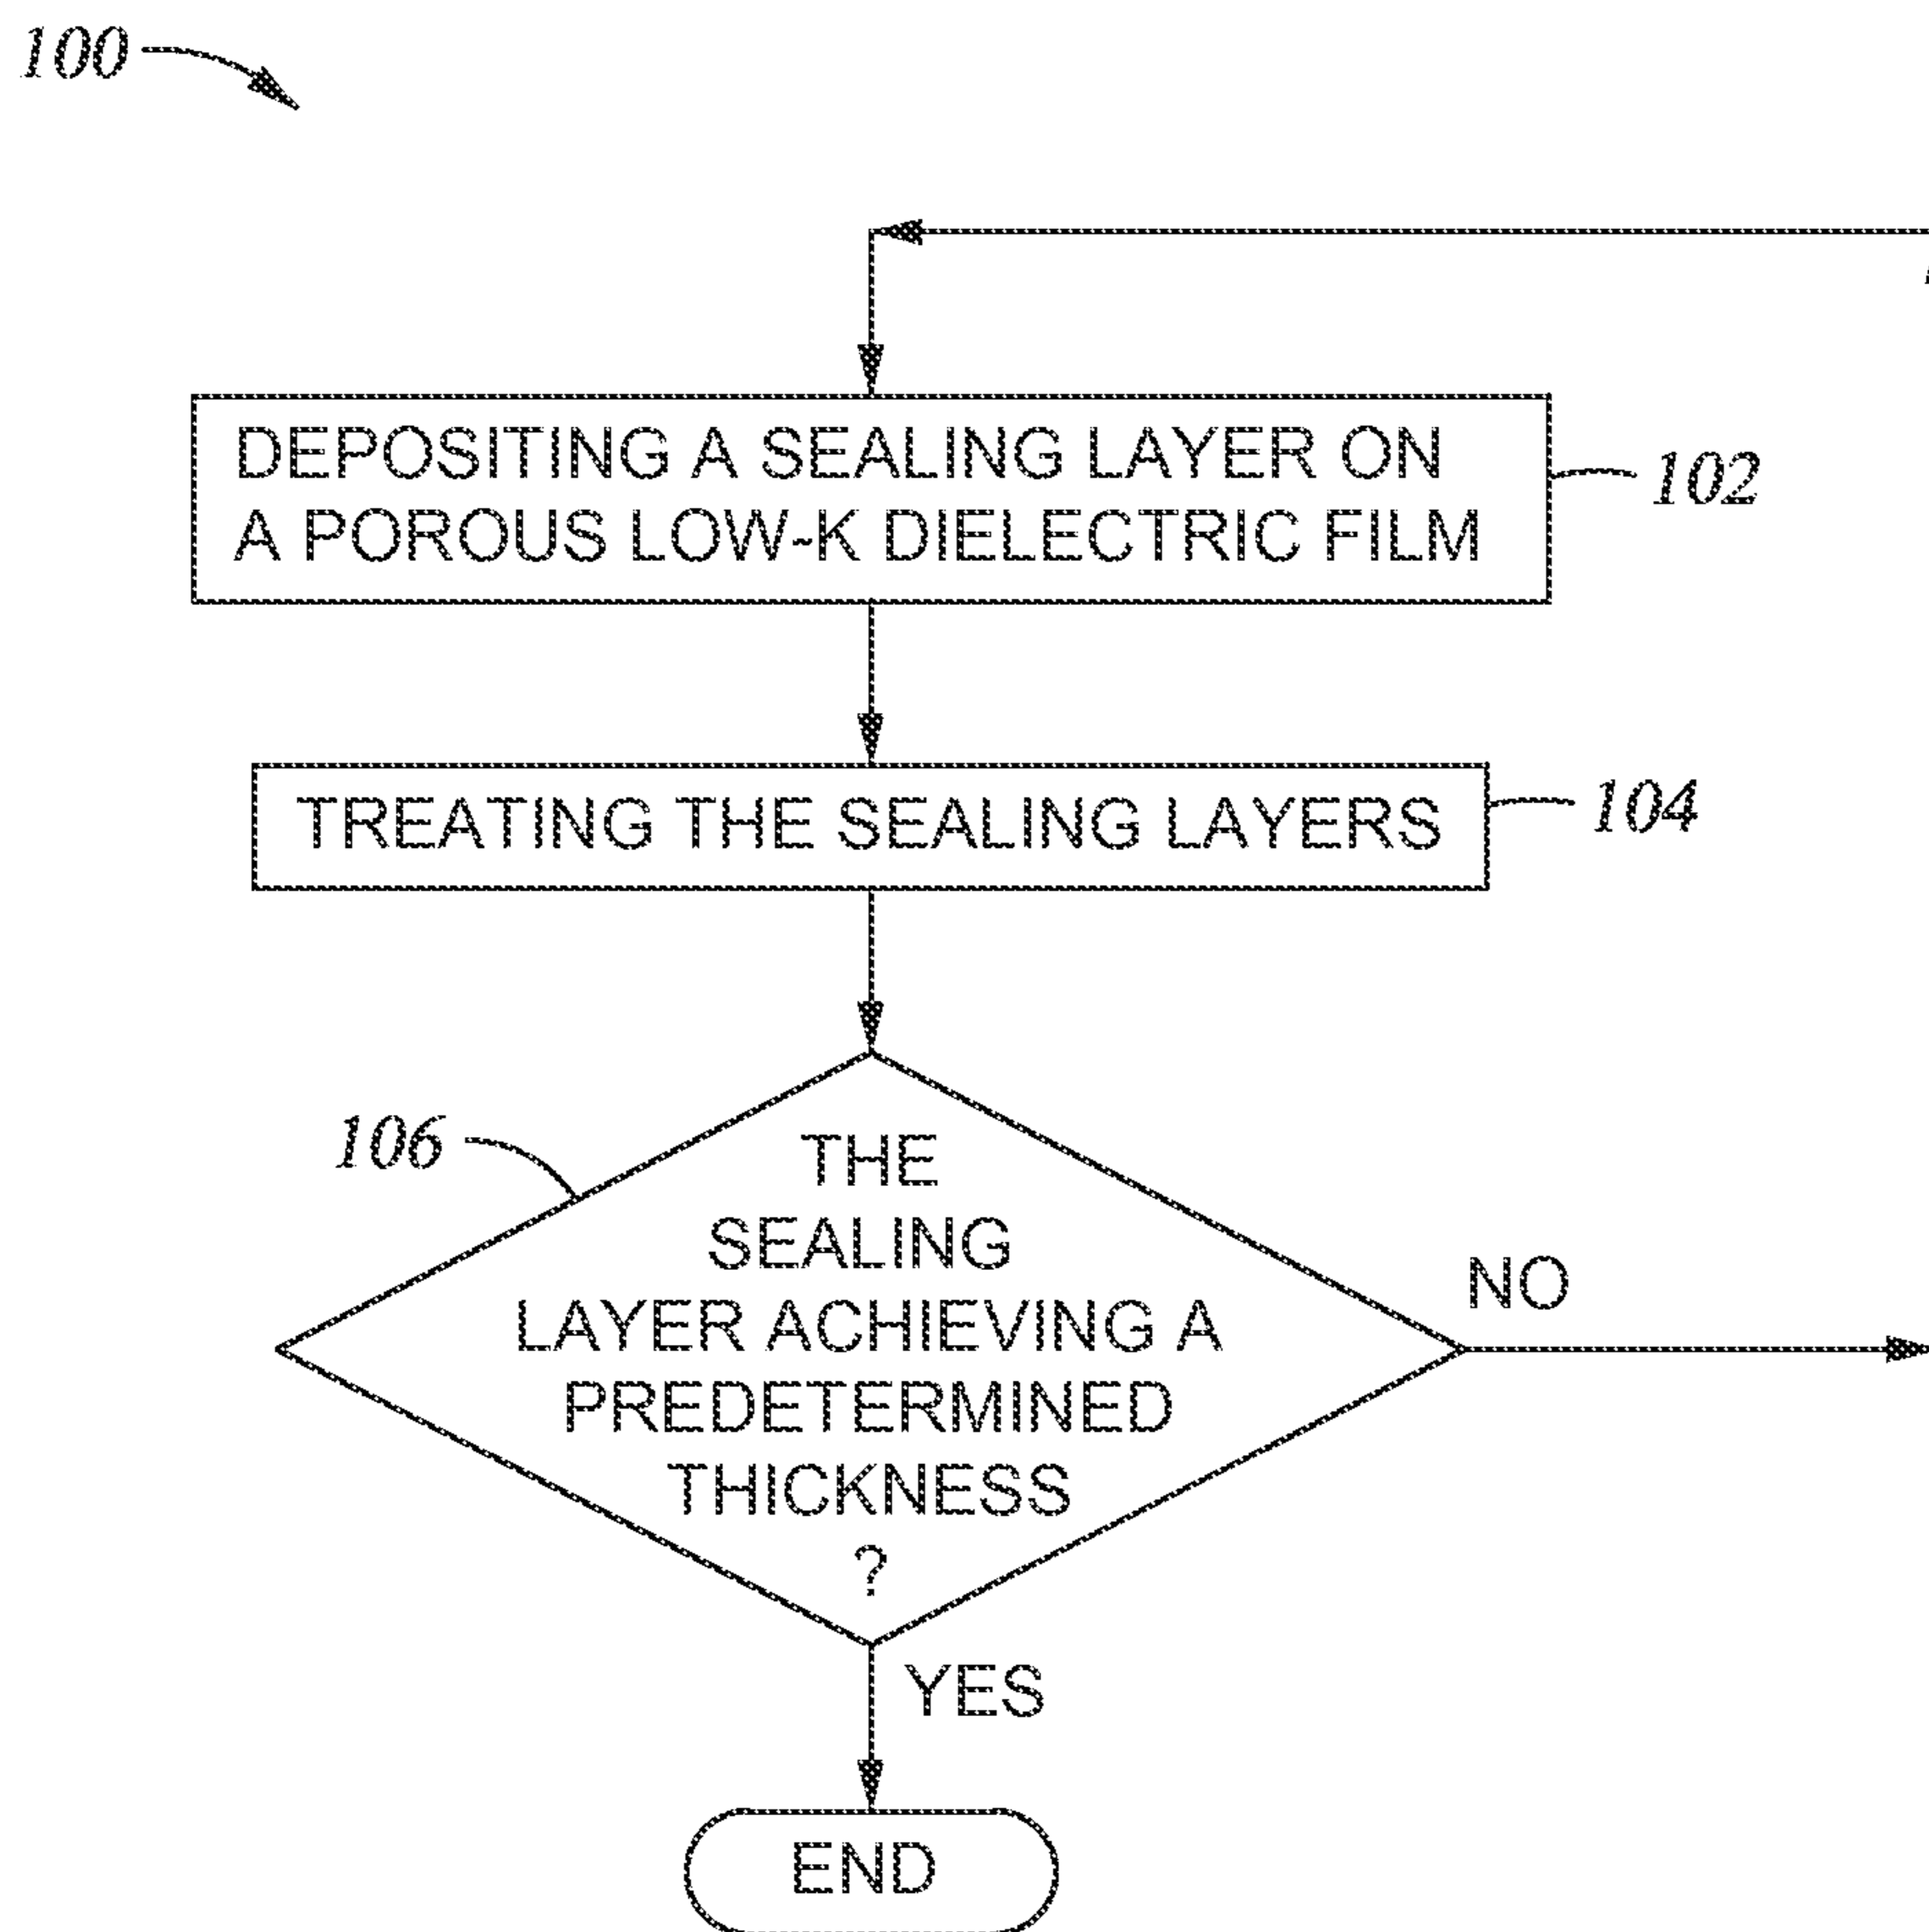 100
DEPOSITING A SEALING LAYER ON
A POROUS LOW-K DIELECTRIC FILM
102
TREATING THE SEALING LAYERS
104
106
THE
SEALING
LAYER ACHIEVING A
PREDETERMINED
THICKNESS
?
NO
YES
END